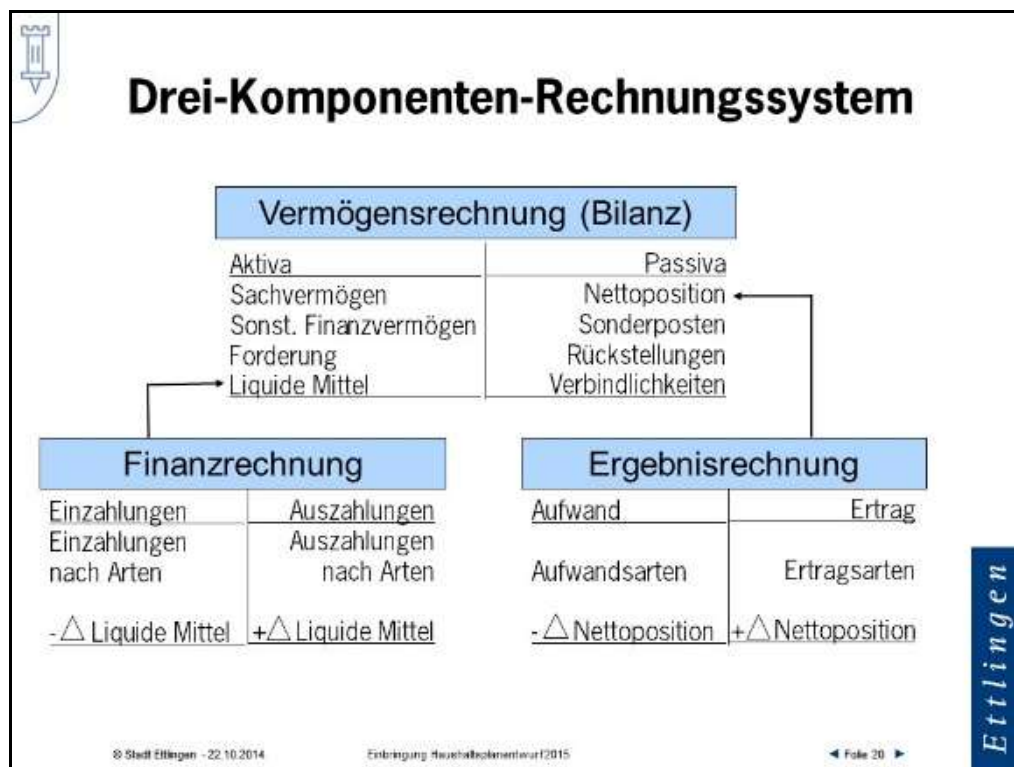 Drei-Komponenten-Rechnungssystem
Vermögensrechnung (Bilanz)
Aktiva Passiva
Sachvermögen Nettoposition
Sonst. Finanzvermögen Sonderposten
Forderung Rückstellungen
Liquide Mittel Verbindlichkeiten
Finanzrechnung
Einzahlungen Auszahlungen
Einzahlungen Auszahlungen
nach Arten nach Arten
- △ Liquide Mittel +△ Liquide Mittel
Ergebnisrechnung
Aufwand Ertrag
Aufwandsarten Ertragsarten
- △ Nettoposition +△ Nettoposition
Ettlingen
© Stadt Ettlingen - 22.10.2014 Einbringung Haushaltsplanentwurf 2015 ◄ Folie 20 ►